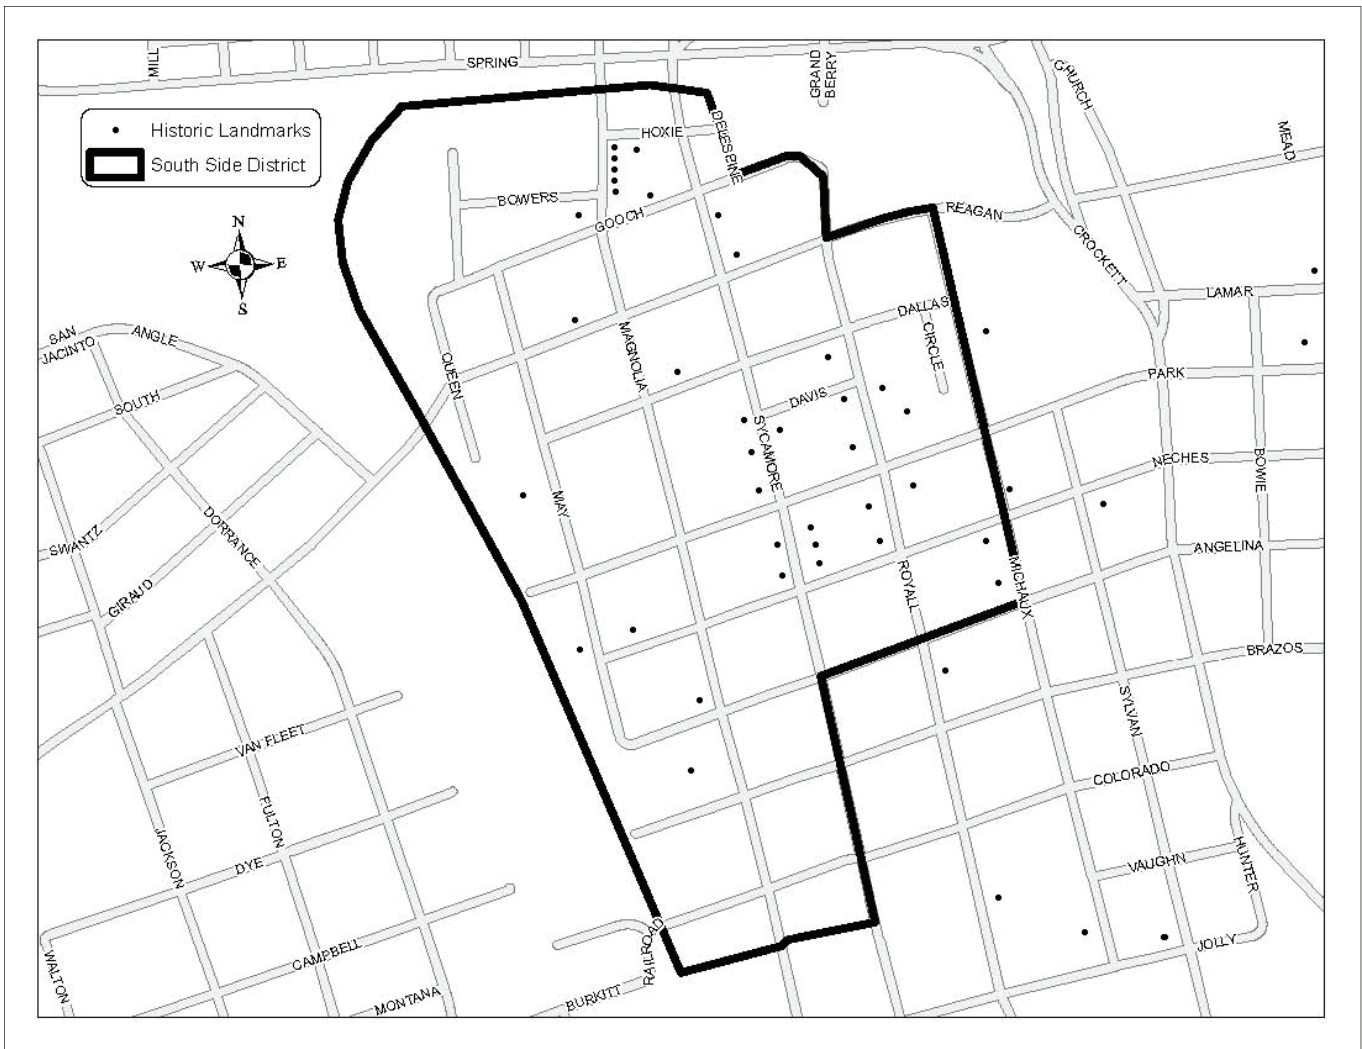 MILL
SPRING
GRAND
BERRY
CHURCH
MEAD
Historic Landmarks
South Side District
HOXIE
DELESPINE
BOWERS
GOOCH
REAGAN
N
W
E
S
CROCKETT
LAMAR
DALLAS
CIRCLE
SAN
JACINTO
ANGLE
MAGNOLIA
QUEEN
PARK
SOUTH
DAVIS
SYCAMORE
NECHES
BOWIE
MAY
SWANTZ
DORRANCE
ANGELINA
GIRAUD
ROYALL
MICHAUX
BRAZOS
SYLVAN
VAN FLEET
COLORADO
FULTON
JACKSON
DYE
VAUGHN
HUNTER
RAILROAD
JOLLY
CAMPBELL
WALTON
MONTANA
BURKITT